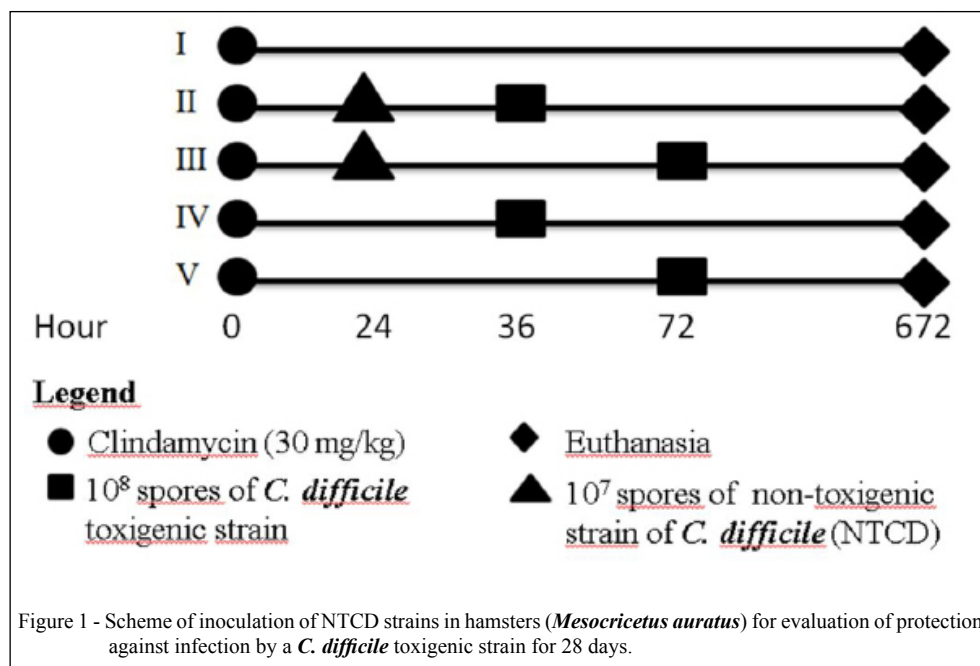 I
II
III
IV
V
Hour 0 24 36 72 672
Legend
Clindamycin (30 mg/kg)
10⁸ spores of C. difficile
toxigenic strain
Euthanasia
10⁷ spores of non-toxigenic
strain of C. difficile (NTCD)
Figure 1 - Scheme of inoculation of NTCD strains in hamsters (Mesocricetus auratus) for evaluation of protection
against infection by a C. difficile toxigenic strain for 28 days.